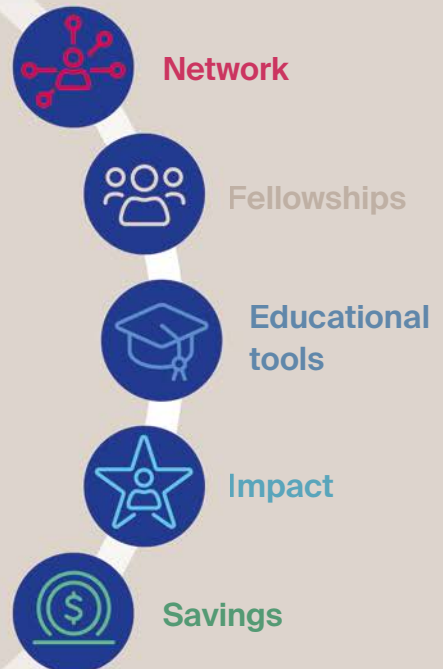 Network
Fellowships
Educational
tools
Impact
$
Savings